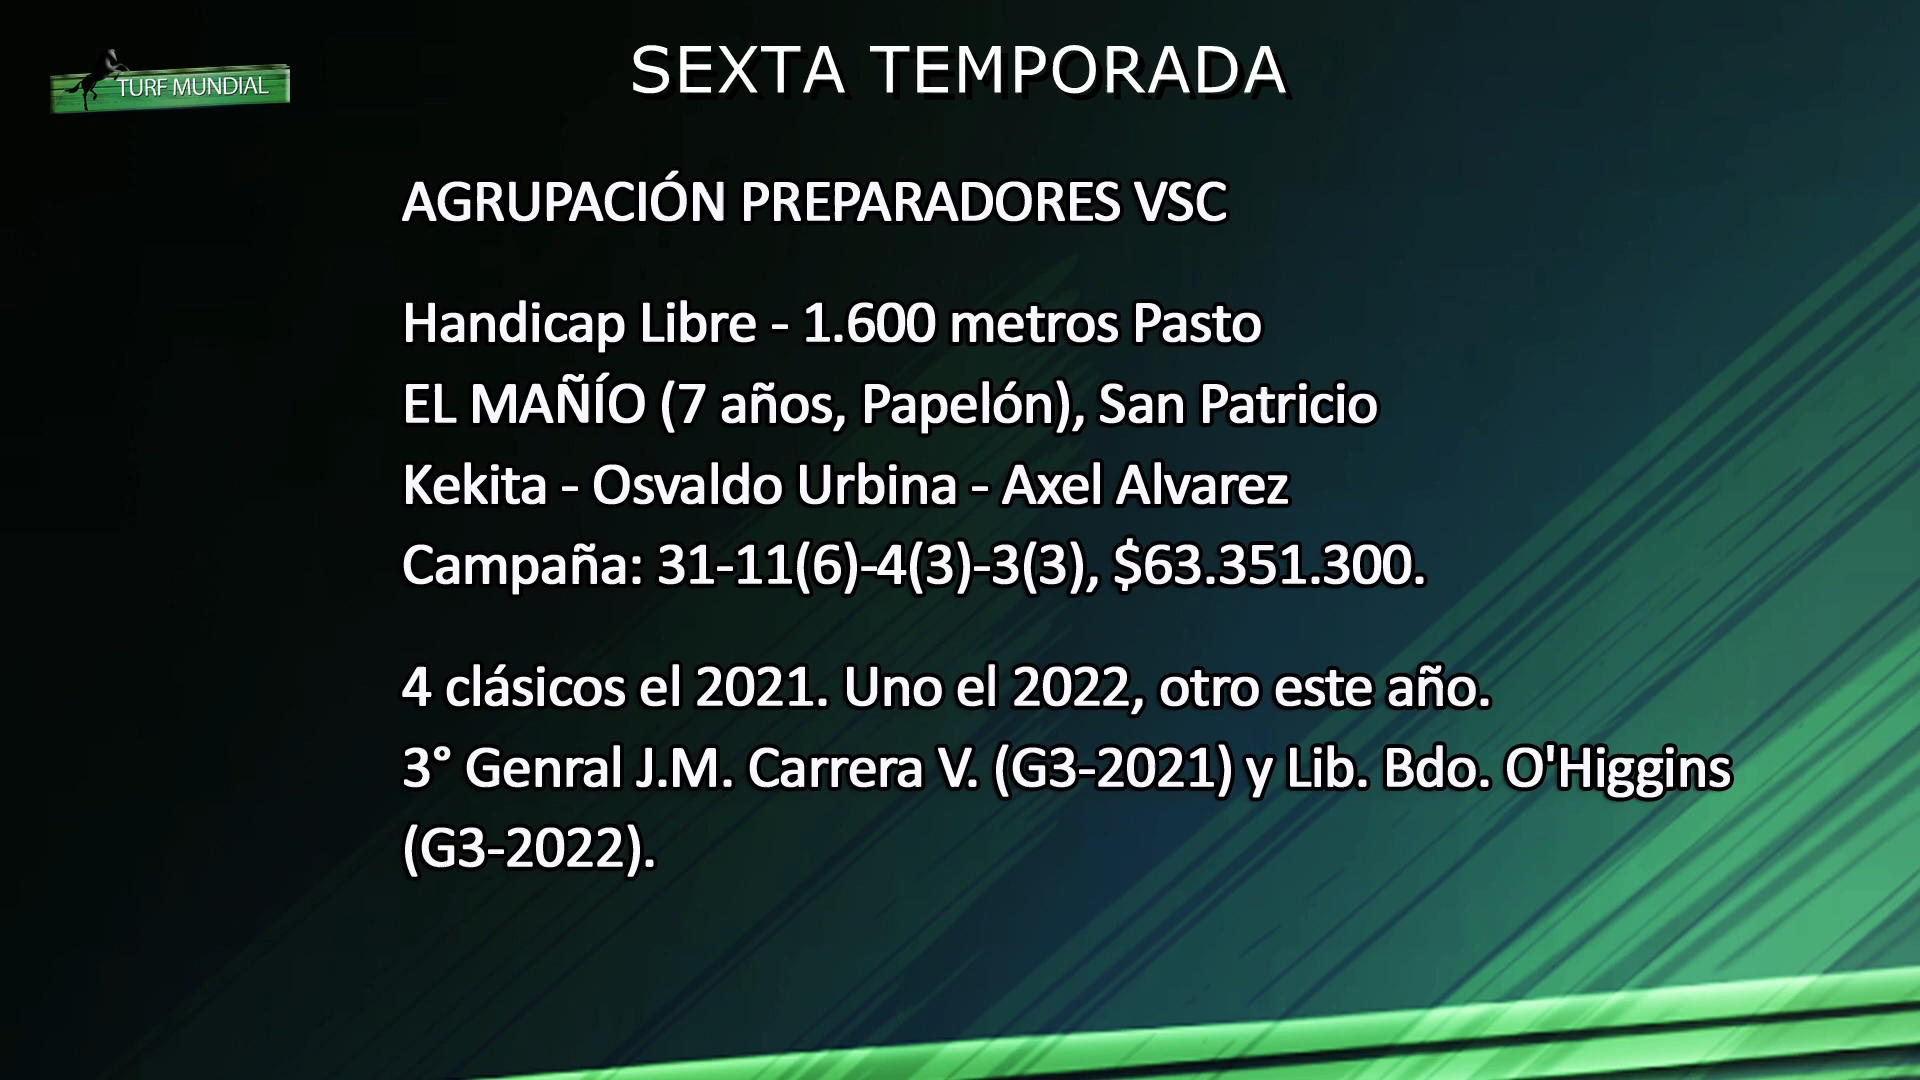 TURF MUNDIAL
SEXTA TEMPORADA
AGRUPACIÓN PREPARADORES VSC
Handicap Libre - 1.600 metros Pasto
EL MAÑÍO (7 años, Papelón), San Patricio
Kekita - Osvaldo Urbina - Axel Alvarez
Campaña: 31-11(6)-4(3)-3(3), $63.351.300.
4 clásicos el 2021. Uno el 2022, otro este año.
3° Genral J.M. Carrera V. (G3-2021) y Lib. Bdo. O'Higgins
(G3-2022).